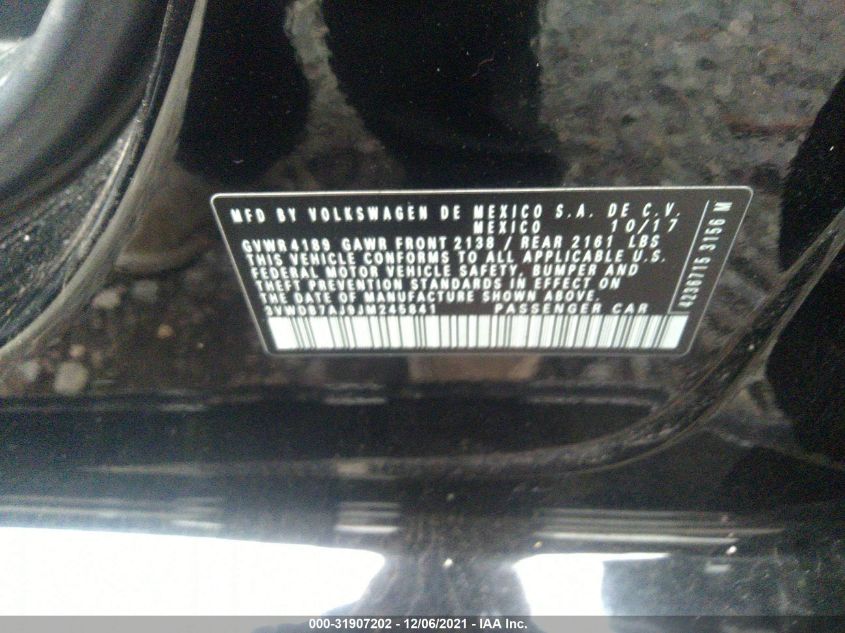 MFD BY VOLKSWAGEN DE MEXICO S.A. DE C.V.
MEXICO 10/17
GVWR 4189 GAWR FRONT 2138 / REAR 2161 LBS
THIS VEHICLE CONFORMS TO ALL APPLICABLE U.S.
FEDERAL MOTOR VEHICLE SAFETY, BUMPER AND
THEFT PREVENTION STANDARDS IN EFFECT ON
THE DATE OF MANUFACTURE SHOWN ABOVE.
PASSENGER CAR
4236715 3156 M
000-31907202 - 12/06/2021 - IAA Inc.